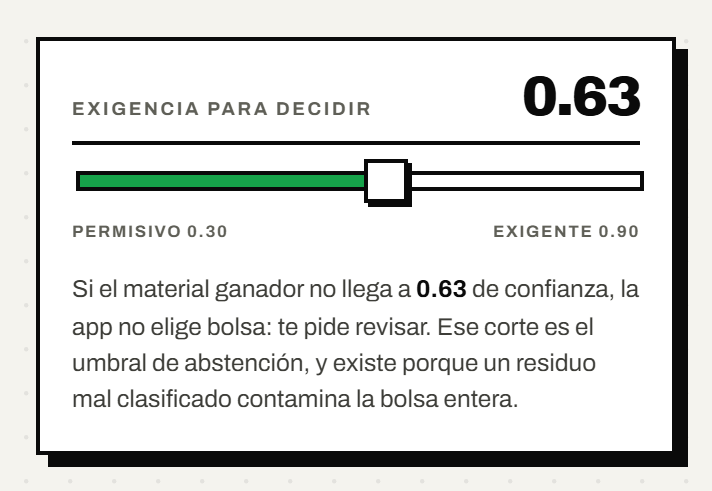 EXIGENCIA PARA DECIDIR
0.63
PERMISIVO 0.30
EXIGENTE 0.90
Si el material ganador no llega a 0.63 de confianza, la
app no elige bolsa: te pide revisar. Ese corte es el
umbral de abstención, y existe porque un residuo
mal clasificado contamina la bolsa entera.